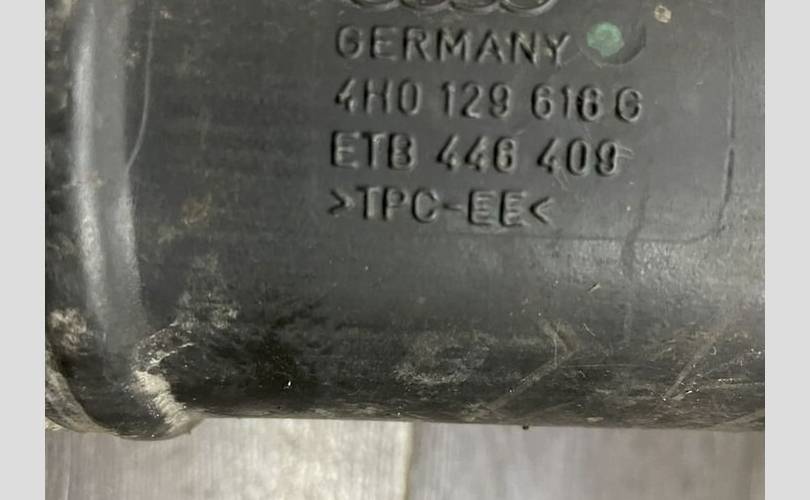 GERMANY
4H0 129 616 G
ETB 446 409
>TPC-EE<